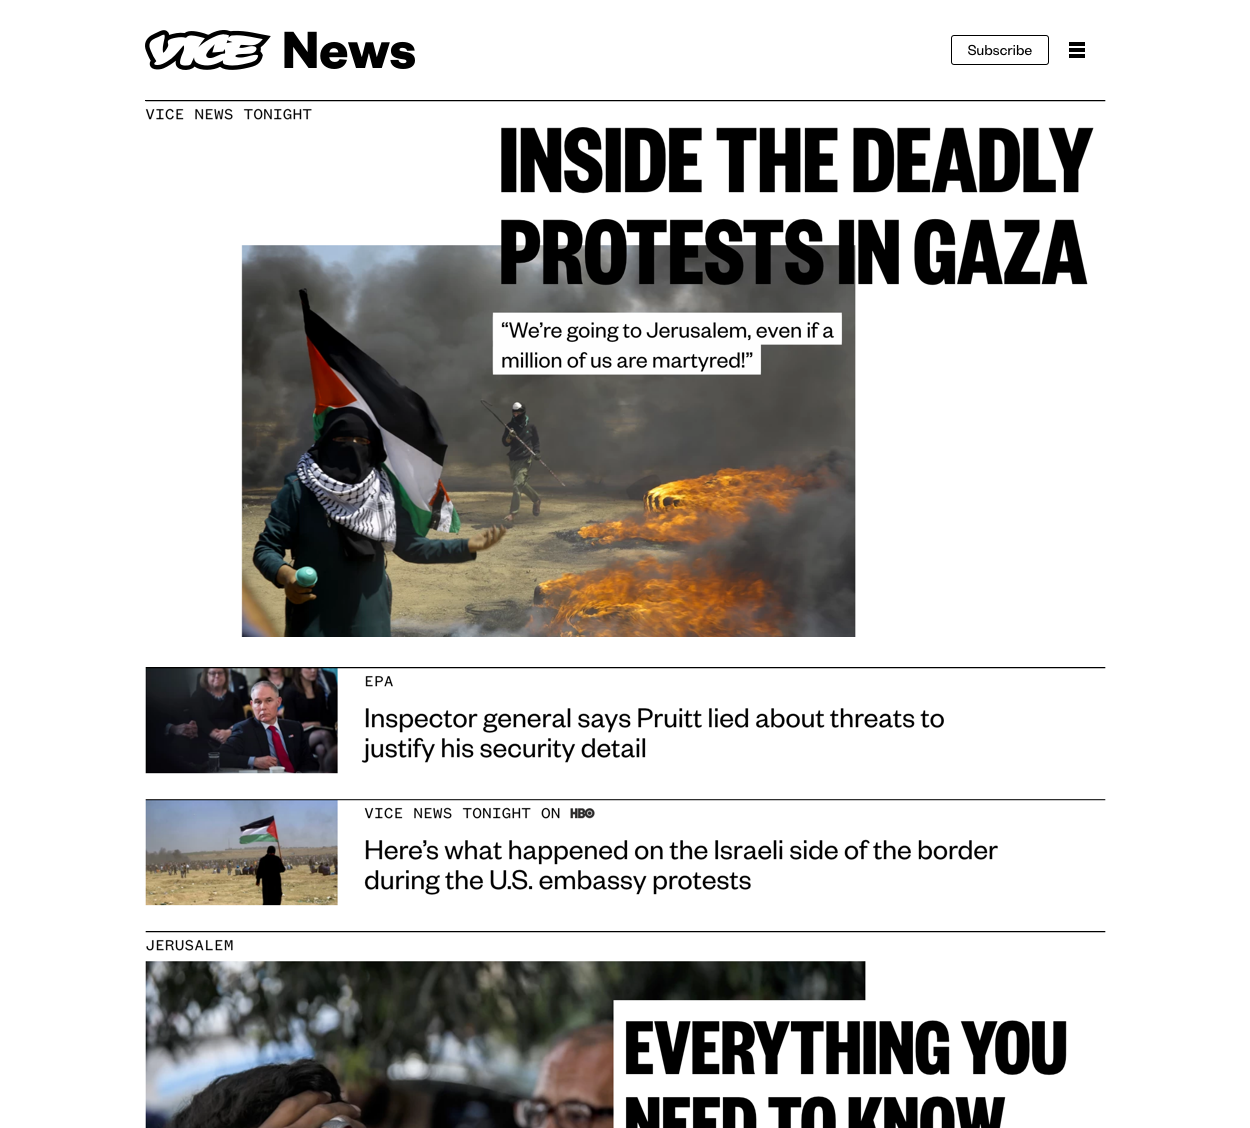 VICE News
Subscribe
VICE NEWS TONIGHT
INSIDE THE DEADLY
PROTESTS IN GAZA
“We’re going to Jerusalem, even if a
million of us are martyred!”
EPA
Inspector general says Pruitt lied about threats to
justify his security detail
VICE NEWS TONIGHT ON HBO
Here’s what happened on the Israeli side of the border
during the U.S. embassy protests
JERUSALEM
EVERYTHING YOU
NEED TO KNOW